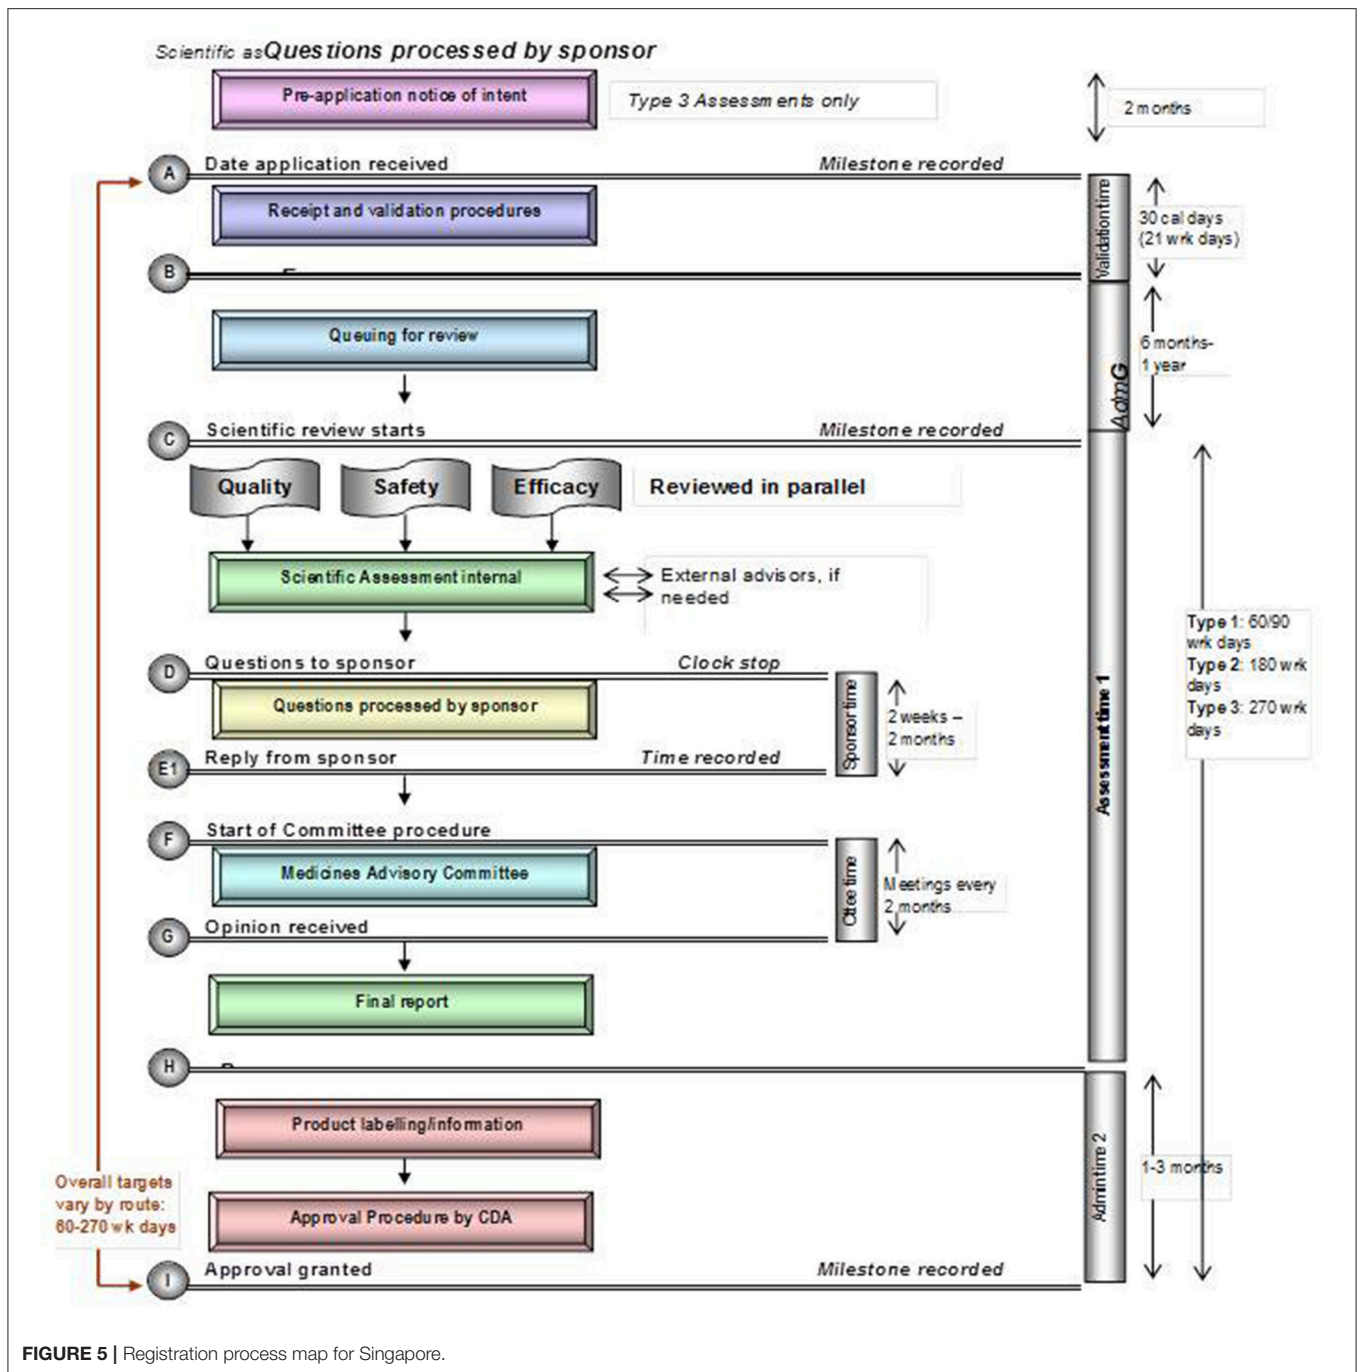 Scientific asQuestions processed by sponsor
Pre-application notice of intent
Type 3 Assessments only
2 months
A
Date application received
Milestone recorded
Receipt and validation procedures
Validation time
30 cal days
(21 wrk days)
B
Queuing for review
AdmG
6 months-
1 year
C
Scientific review starts
Milestone recorded
Quality
Safety
Efficacy
Reviewed in parallel
Scientific Assessment internal
External advisors, if
needed
Type 1: 60/90
wrk days
Type 2: 180 wrk
days
Type 3: 270 wrk
days
Assessment time 1
D
Questions to sponsor
Clock stop
Questions processed by sponsor
Sponsor time
2 weeks –
2 months
E1
Reply from sponsor
Time recorded
F
Start of Committee procedure
Medicines Advisory Committee
Cttee time
Meetings every
2 months
G
Opinion received
Final report
H
Product labelling/information
Admin time 2
1-3 months
Overall targets
vary by route:
60-270 wk days
Approval Procedure by CDA
I
Approval granted
Milestone recorded
FIGURE 5 | Registration process map for Singapore.